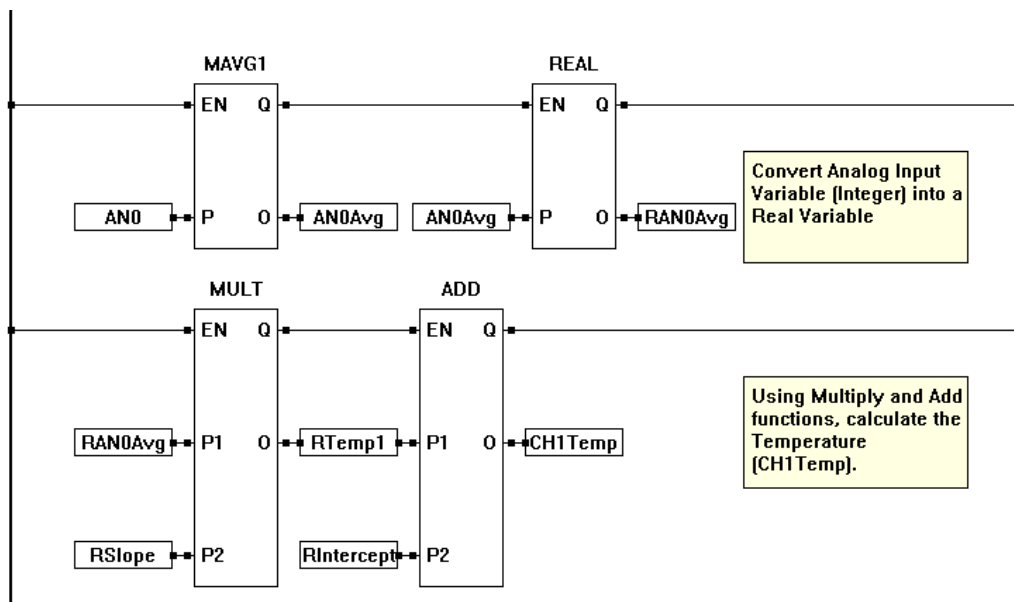 MAVG1 REAL
EN Q EN Q
AN0 P O AN0Avg AN0Avg P O RAN0Avg
Convert Analog Input
Variable (Integer) into a
Real Variable
MULT ADD
EN Q EN Q
RAN0Avg P1 O RTemp1 P1 O CH1Temp
RSlope P2 RIntercept P2
Using Multiply and Add
functions, calculate the
Temperature
(CH1Temp).